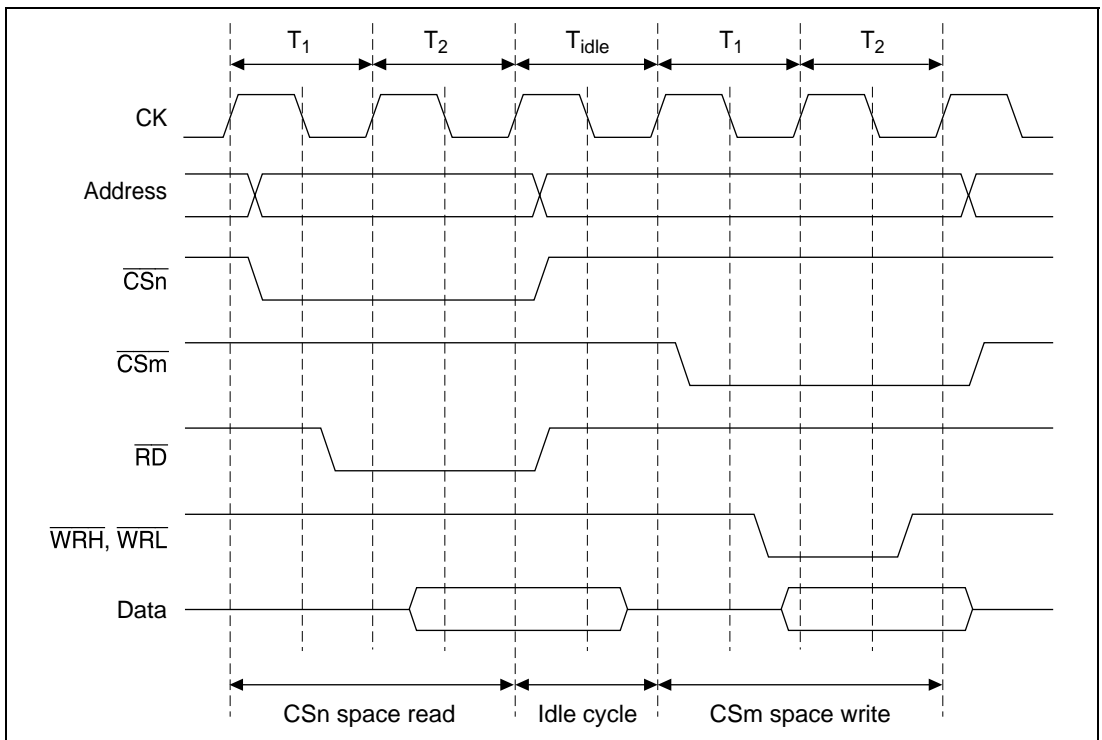 T1 T2 Tidle T1 T2
CK
Address
CSn
CSm
RD
WRH, WRL
Data
CSn space read Idle cycle CSm space write